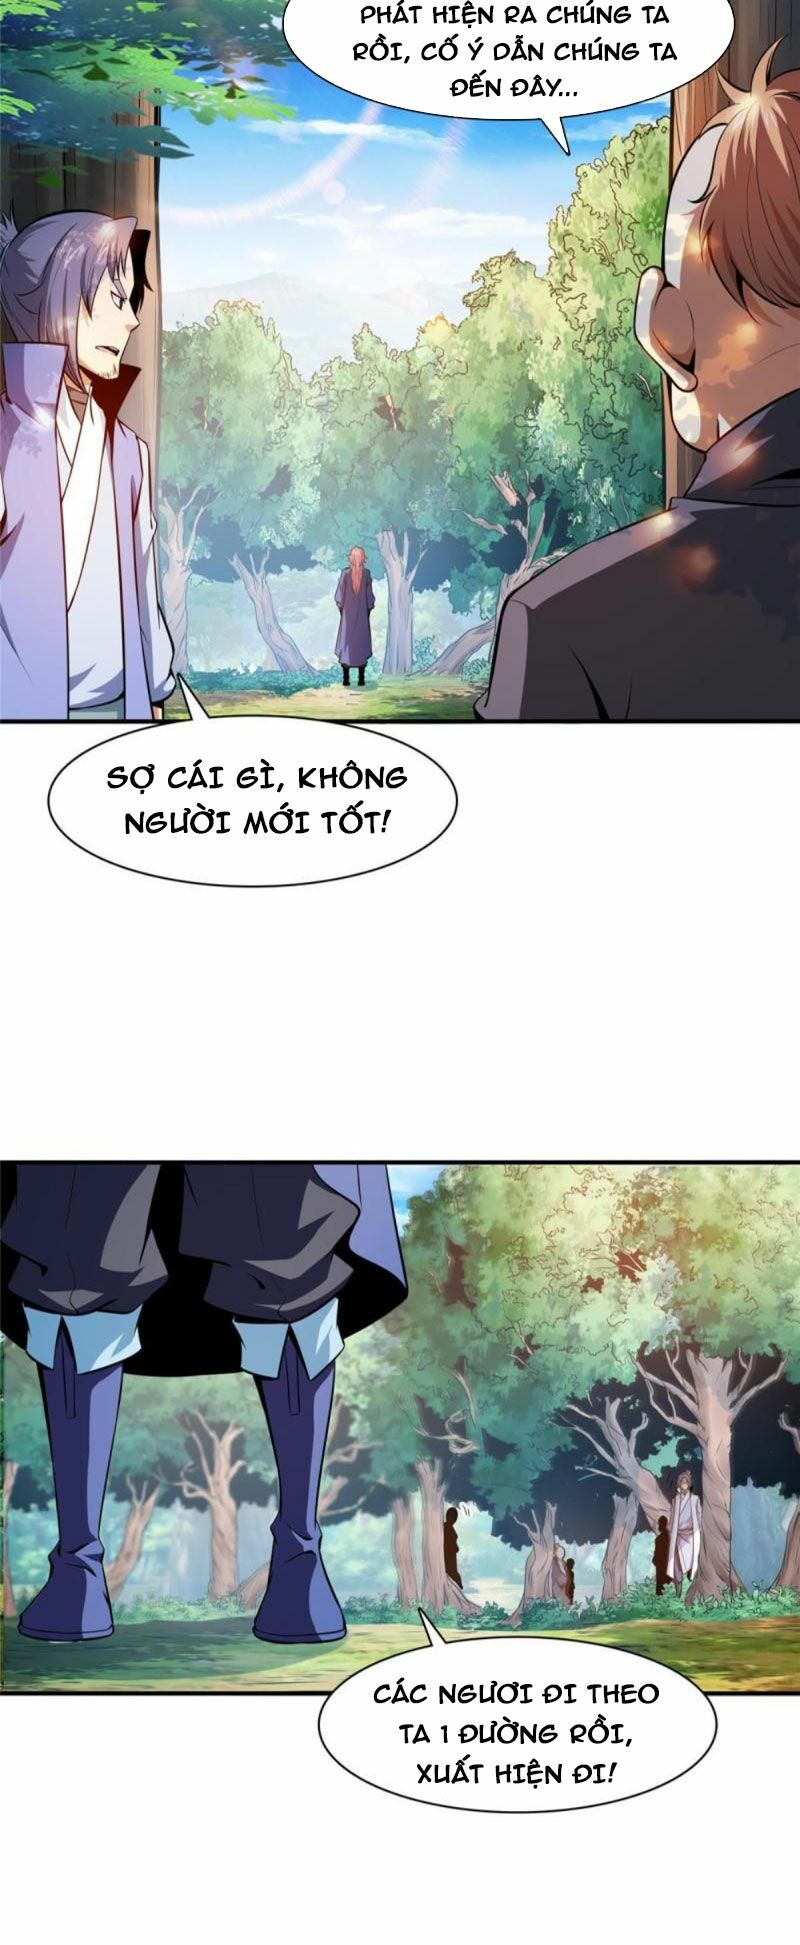 PHÁT HIỆN RA CHÚNG TA
RỒI, CỐ Ý DẪN CHÚNG TA
ĐẾN ĐÂY...
SỢ CÁI GÌ, KHÔNG
NGƯỜI MỚI TỐT!
CÁC NGƯƠI ĐI THEO
TA 1 ĐƯỜNG RỒI,
XUẤT HIỆN ĐI!